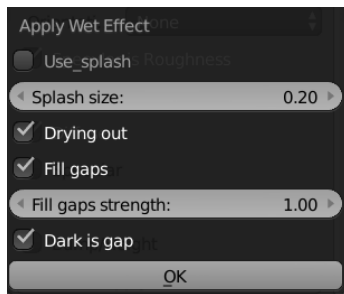 Apply Wet Effect
Use_splash
Splash size: 0.20
Drying out
Fill gaps
Fill gaps strength: 1.00
Dark is gap
OK